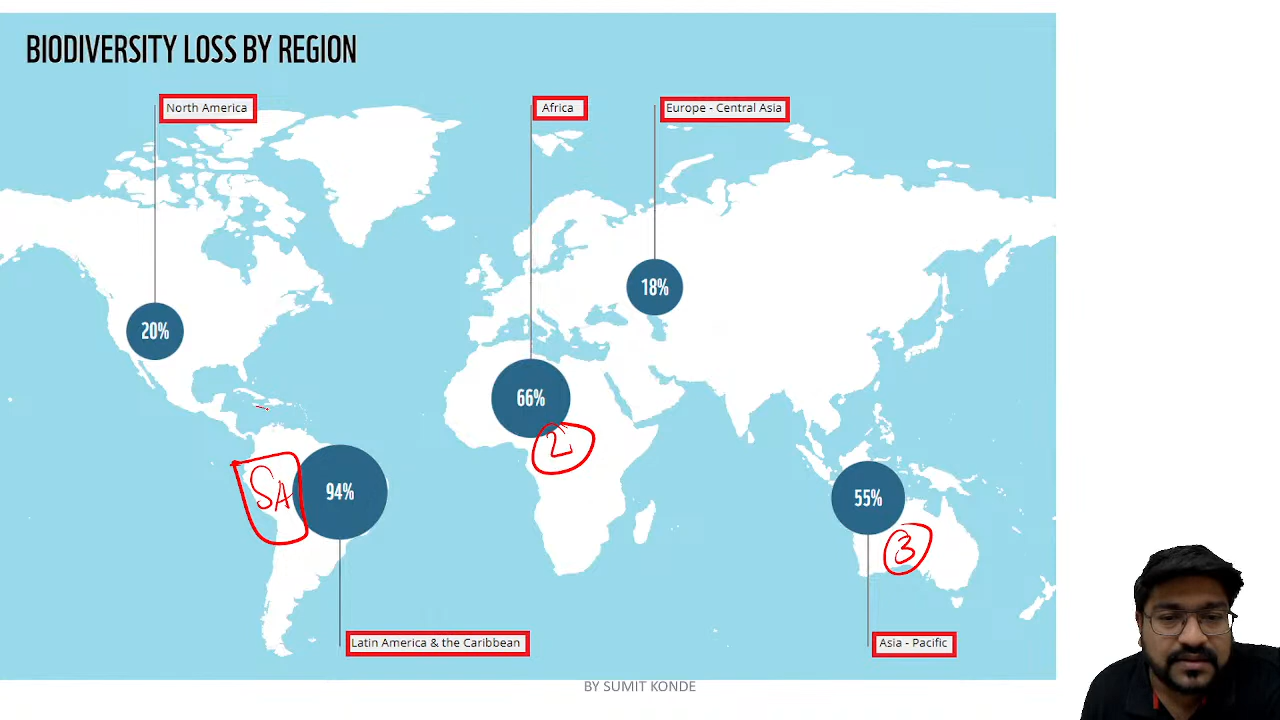 BIODIVERSITY LOSS BY REGION
North America
Africa
Europe - Central Asia
18%
20%
66%
2
SA
94%
55%
3
Latin America & the Caribbean
Asia - Pacific
BY SUMIT KONDE